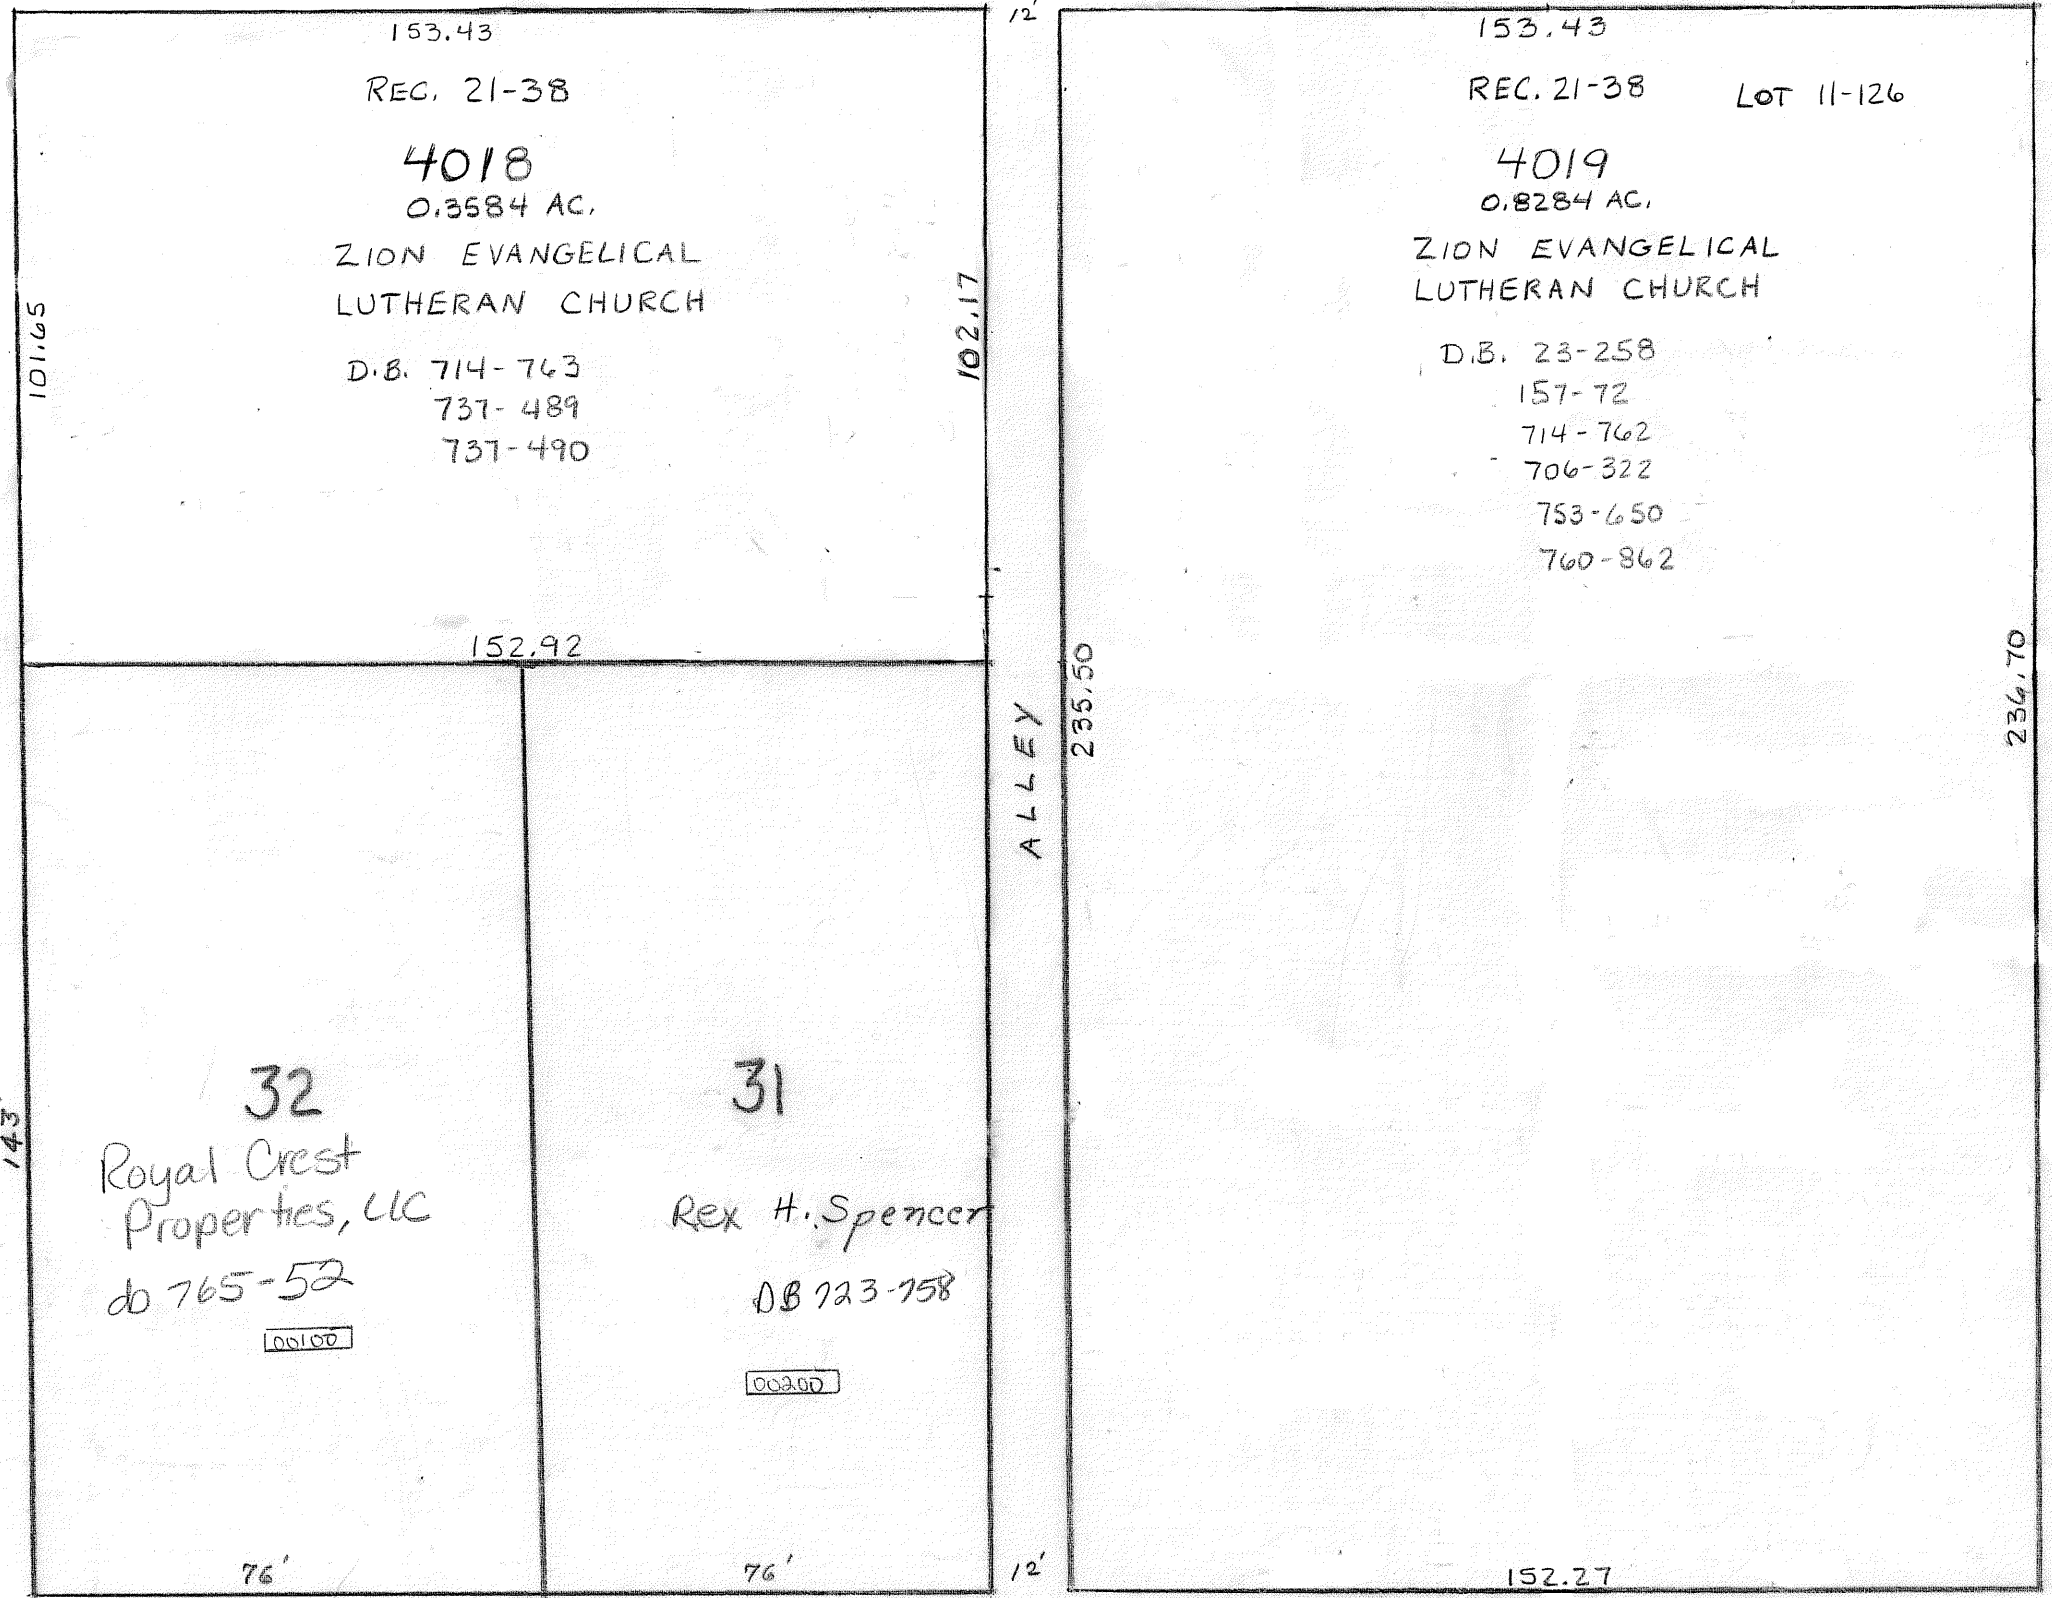 153.43
REC. 21-38
4018
0.3584 AC.
ZION EVANGELICAL
LUTHERAN CHURCH
D.B. 714-763
737-489
737-490
101.65
102.17
152.92
12'
153.43
REC. 21-38
LOT 11-126
4019
0.8284 AC.
ZION EVANGELICAL
LUTHERAN CHURCH
D.B. 23-258
157-72
714-762
706-322
753-650
760-862
ALLEY
235.50
236.70
143'
32
Royal Crest
Properties, LLC
db 765-52
00100
76'
31
Rex H. Spencer
DB 723-758
00200
76'
12'
152.27